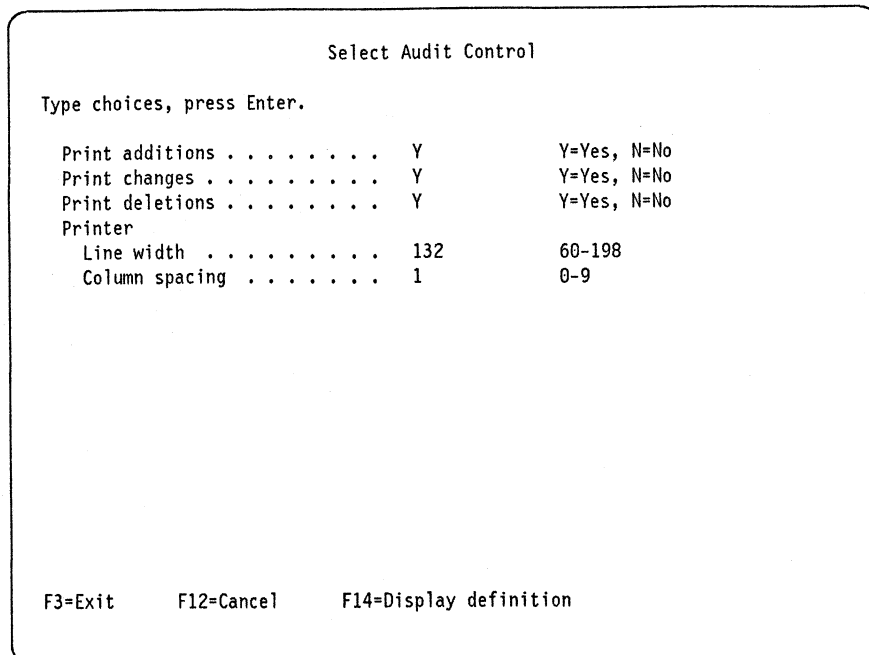 Select Audit Control
Type choices, press Enter.
Print additions . . . . . . . . Y Y=Yes, N=No
Print changes . . . . . . . . . Y Y=Yes, N=No
Print deletions . . . . . . . . Y Y=Yes, N=No
Printer
Line width . . . . . . . . . 132 60-198
Column spacing . . . . . . . 1 0-9
F3=Exit F12=Cancel F14=Display definition